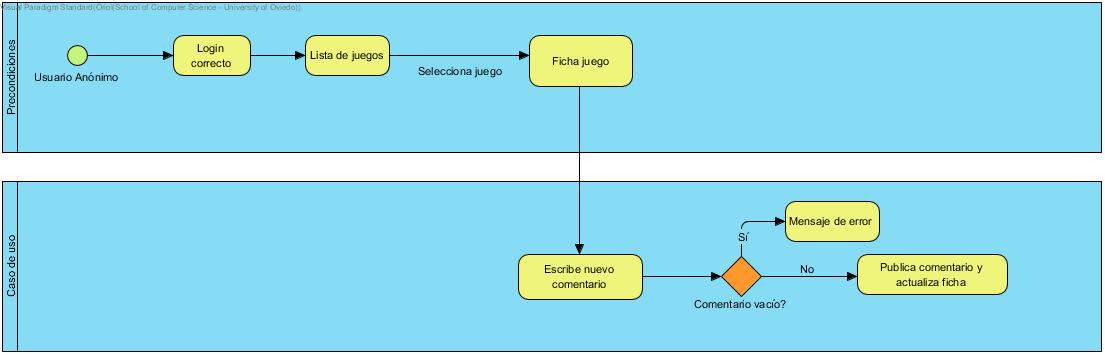 Visual Paradigm Standard(Oriol(School of Computer Science - University of Oviedo))
Precondiciones
Usuario Anónimo
Login
correcto
Lista de juegos
Selecciona juego
Ficha juego
Caso de uso
Escribe nuevo
comentario
Comentario vacío?
Sí
Mensaje de error
No
Publica comentario y
actualiza ficha